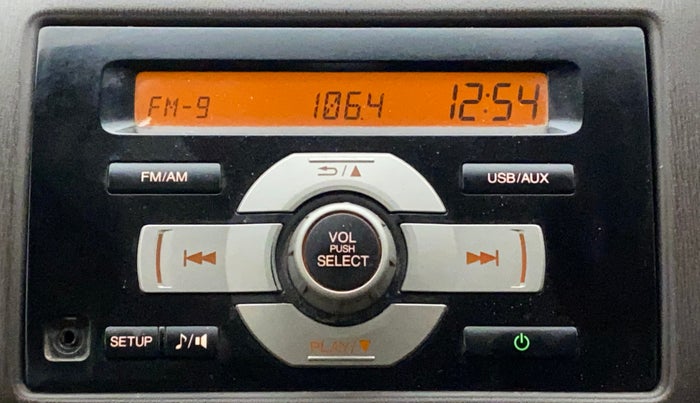 FM-9 106.4 12:54
FM/AM
USB/AUX
VOL
PUSH
SELECT
SETUP
PLAY/